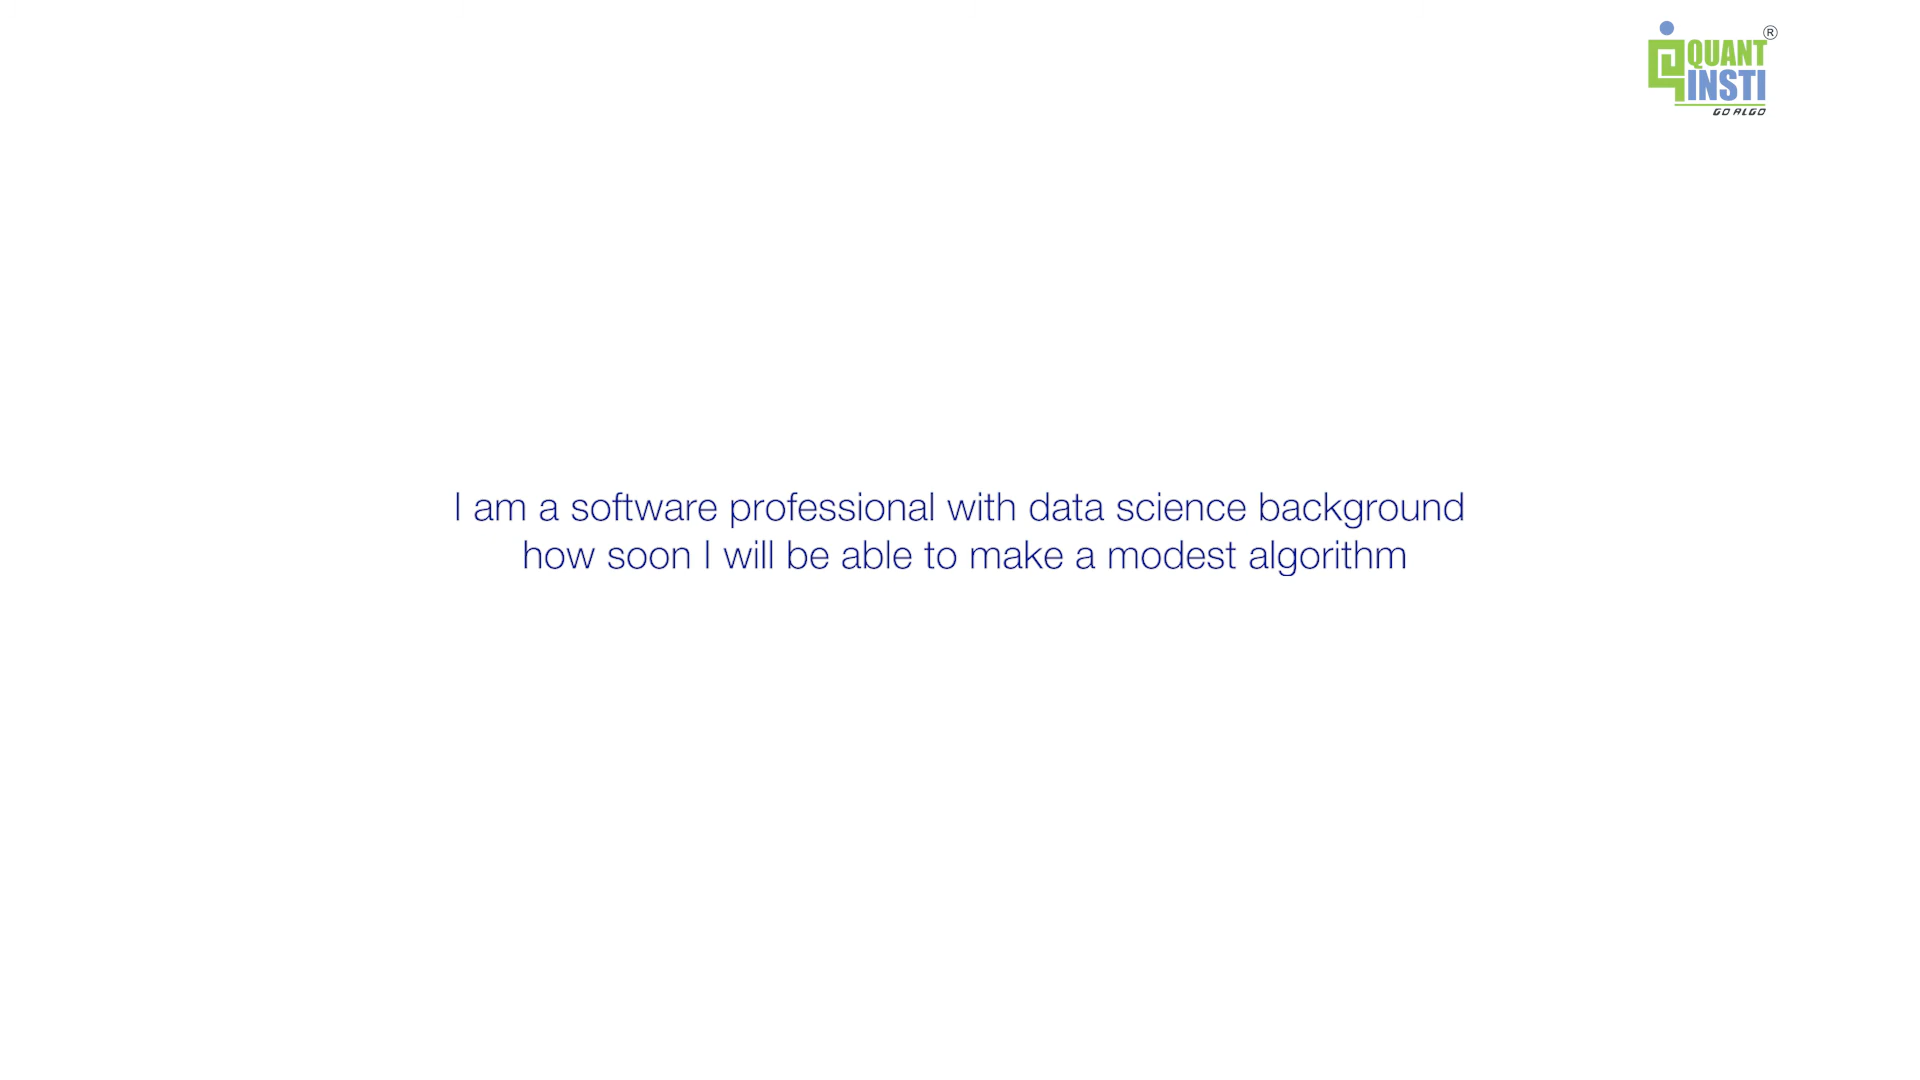 QUANT
INSTI
®
GO ALGO
I am a software professional with data science background
how soon I will be able to make a modest algorithm